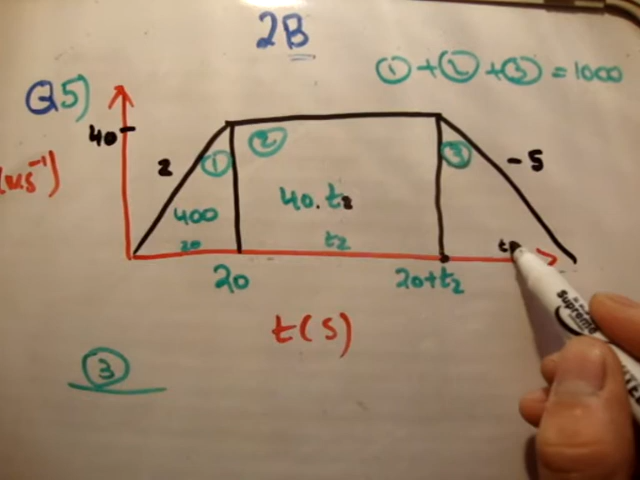 2B
Q5)
① + ② + ③ = 1000
40
2
①
②
③
-5
400
40.t₂
20
t₂
20
20+t₂
t(s)
③
Supreme